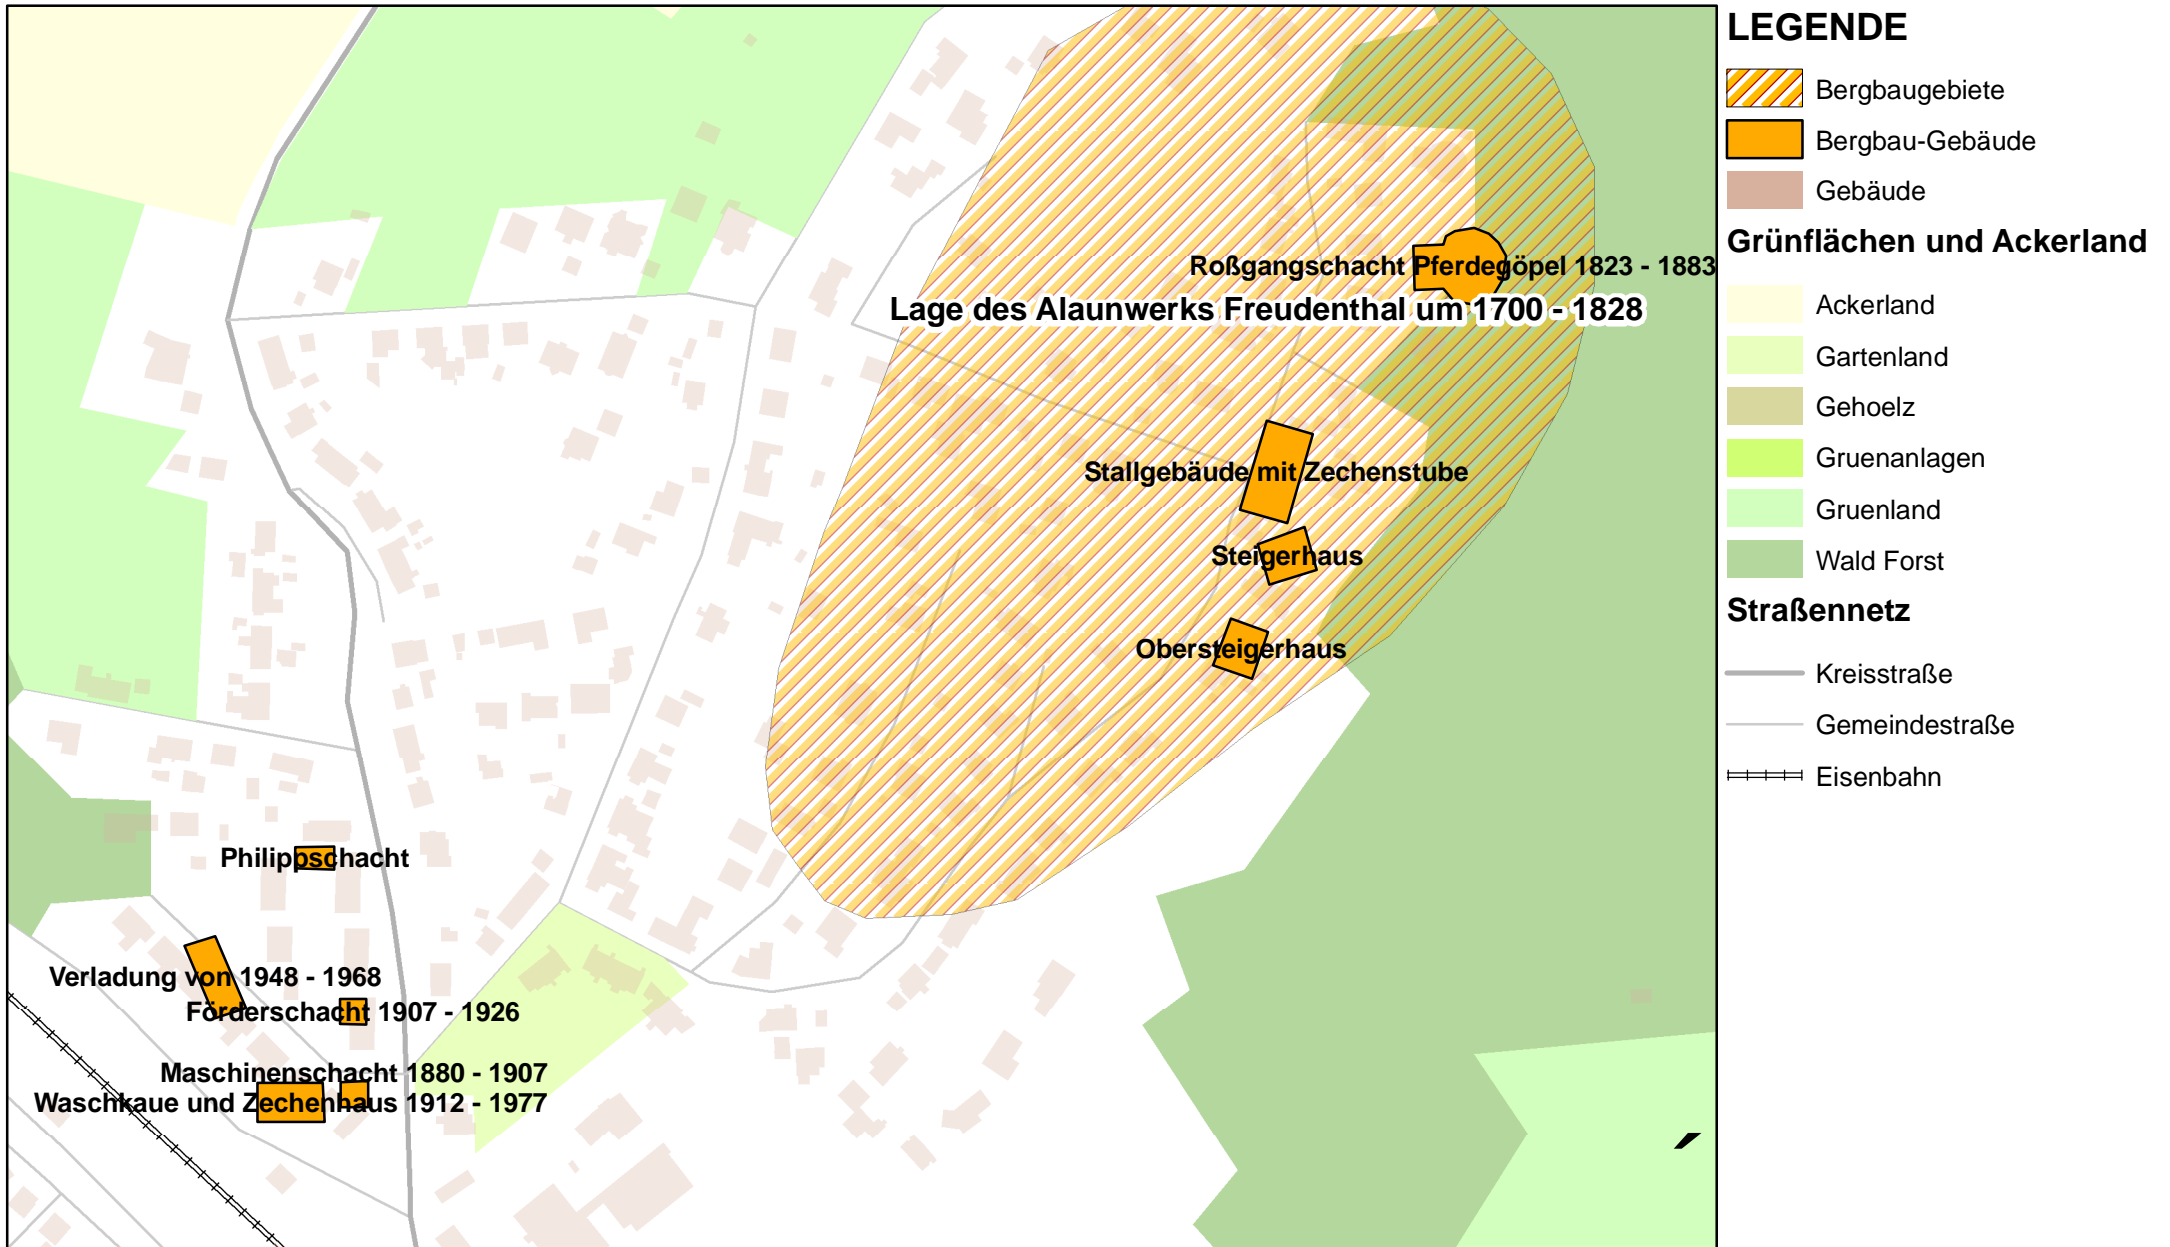 Roßgangschacht Pferdegöpel 1823 - 1883
Lage des Alaunwerks Freudenthal um 1700 - 1828
Stallgebäude mit Zechenstube
Steigerhaus
Obersteigerhaus
Philippschacht
Verladung von 1948 - 1968
Förderschacht 1907 - 1926
Maschinenschacht 1880 - 1907
Waschkaue und Zechenhaus 1912 - 1977
LEGENDE
Bergbaugebiete
Bergbau-Gebäude
Gebäude
Grünflächen und Ackerland
Ackerland
Gartenland
Gehoelz
Gruenanlagen
Gruenland
Wald Forst
Straßennetz
Kreisstraße
Gemeindestraße
Eisenbahn